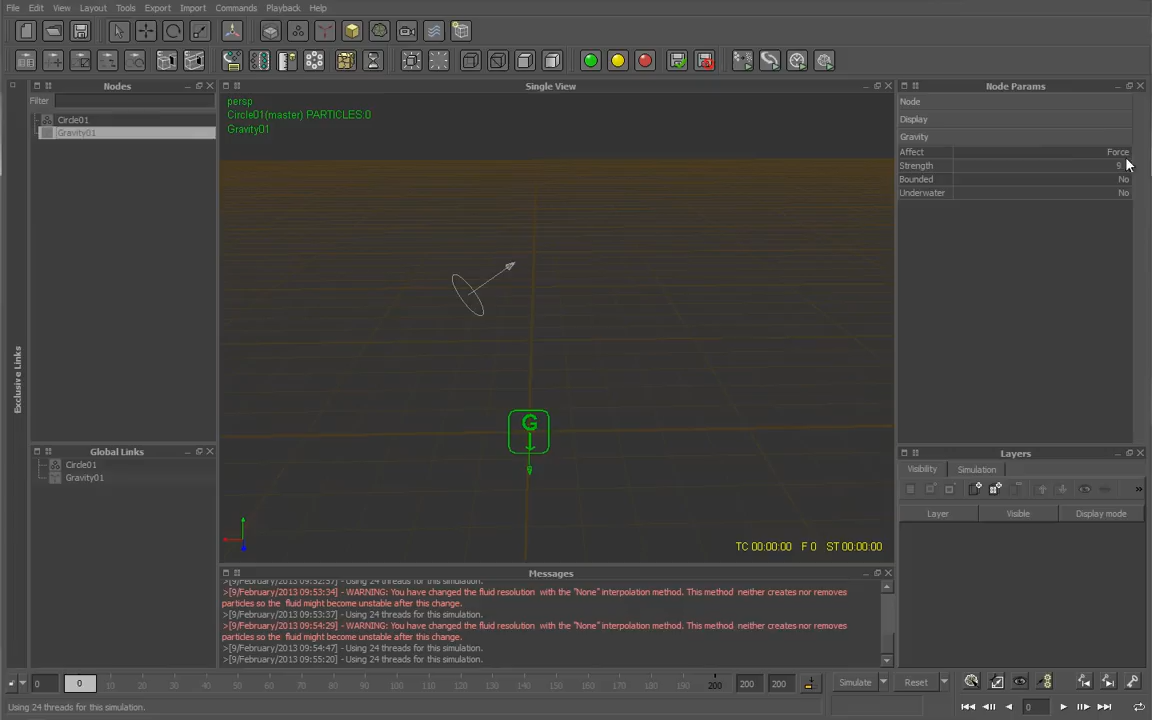 File Edit View Layout Tools Export Import Commands Playback Help
Nodes
Filter
Circle01
Gravity01
Single View
persp
Circle01(master) PARTICLES:0
Gravity01
G
TC 00:00:00 F 0 ST 00:00:00
Node Params
Node
Display
Gravity
Affect Force
Strength 9
Bounded No
Underwater No
Exclusive Links
Global Links
Circle01
Gravity01
Layers
Visibility Simulation
»
Layer Visible Display mode
Messages
>[9/February/2013 09:52:57] - Using 24 threads for this simulation.
>[9/February/2013 09:53:34] - WARNING: You have changed the fluid resolution with the "None" interpolation method. This method neither creates nor removes
particles so the fluid might become unstable after this change.
>[9/February/2013 09:53:37] - Using 24 threads for this simulation.
>[9/February/2013 09:54:29] - WARNING: You have changed the fluid resolution with the "None" interpolation method. This method neither creates nor removes
particles so the fluid might become unstable after this change.
>[9/February/2013 09:54:47] - Using 24 threads for this simulation.
>[9/February/2013 09:55:20] - Using 24 threads for this simulation.
0 0 10 20 30 40 50 60 70 80 90 100 110 120 130 140 150 160 170 180 190 200 200 200 Simulate Reset
Using 24 threads for this simulation.
0